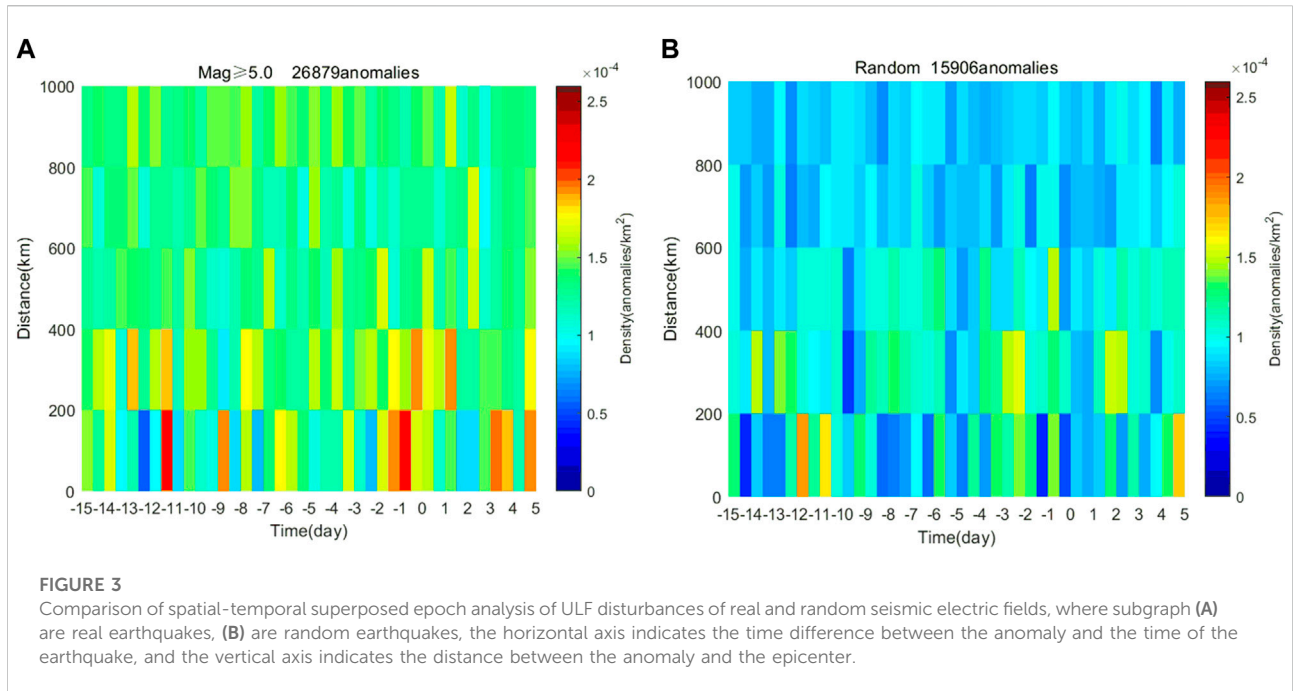 A
Mag≥5.0 26879anomalies
×10⁻⁴
1000
800
600
400
200
0
Distance(km)
-15 -14 -13 -12 -11 -10 -9 -8 -7 -6 -5 -4 -3 -2 -1 0 1 2 3 4 5
Time(day)
2.5
2
1.5
1
0.5
0
Density(anomalies/km²)
B
Random 15906anomalies
×10⁻⁴
1000
800
600
400
200
0
Distance(km)
-15 -14 -13 -12 -11 -10 -9 -8 -7 -6 -5 -4 -3 -2 -1 0 1 2 3 4 5
Time(day)
2.5
2
1.5
1
0.5
0
Density(anomalies/km²)
FIGURE 3
Comparison of spatial-temporal superposed epoch analysis of ULF disturbances of real and random seismic electric fields, where subgraph (A)
are real earthquakes, (B) are random earthquakes, the horizontal axis indicates the time difference between the anomaly and the time of the
earthquake, and the vertical axis indicates the distance between the anomaly and the epicenter.